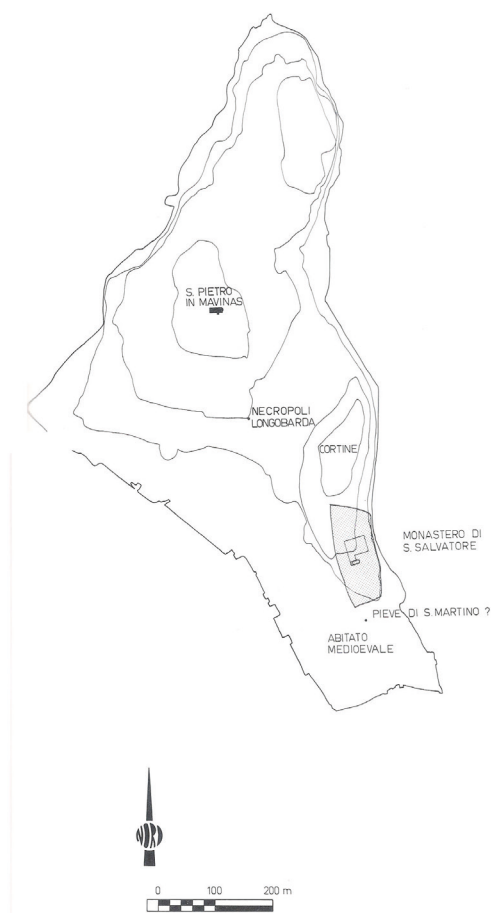 S. PIETRO
IN MAVINAS
NECROPOLI
LONGOBARDA
CORTINE
MONASTERO DI
S. SALVATORE
PIEVE DI S. MARTINO ?
ABITATO
MEDIOEVALE
NORD
0 100 200 m